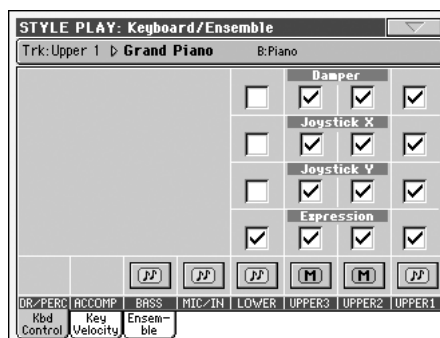 STYLE PLAY: Keyboard/Ensemble
Trk:Upper 1 ▷ Grand Piano B:Piano
Damper
Joystick X
Joystick Y
Expression
M M
DR/PERC ACCOMP BASS MIC/IN LOWER UPPER3 UPPER2 UPPER1
Kbd Control Key Velocity Ensem-ble